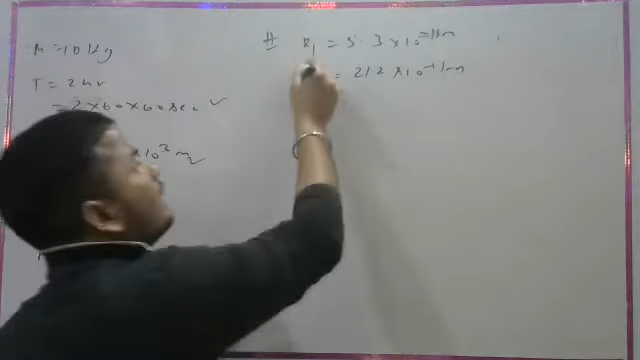 M = 10 Kg
T = 2 hr
= 2 × 60 × 60 sec
× 10³ m
# r₁ = 5.3 × 10⁻¹¹ m
= 212 × 10⁻¹¹ m